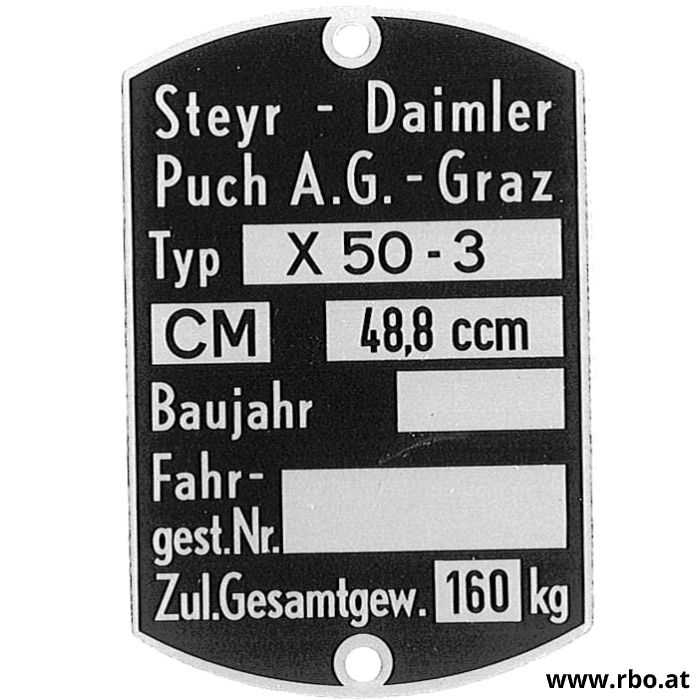 Steyr - Daimler
Puch A.G. - Graz
Typ X 50 - 3
CM 48,8 ccm
Baujahr
Fahr-
gest.Nr.
Zul.Gesamtgew. 160 kg
www.rbo.at